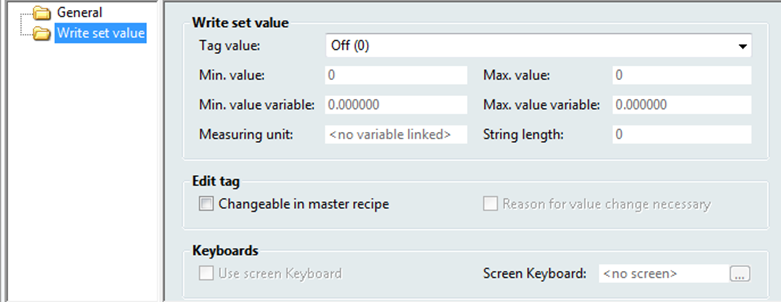 General
Write set value
Write set value
Tag value: Off (0)
Min. value: 0 Max. value: 0
Min. value variable: 0.000000 Max. value variable: 0.000000
Measuring unit: <no variable linked> String length: 0
Edit tag
Changeable in master recipe Reason for value change necessary
Keyboards
Use screen Keyboard Screen Keyboard: <no screen> ...